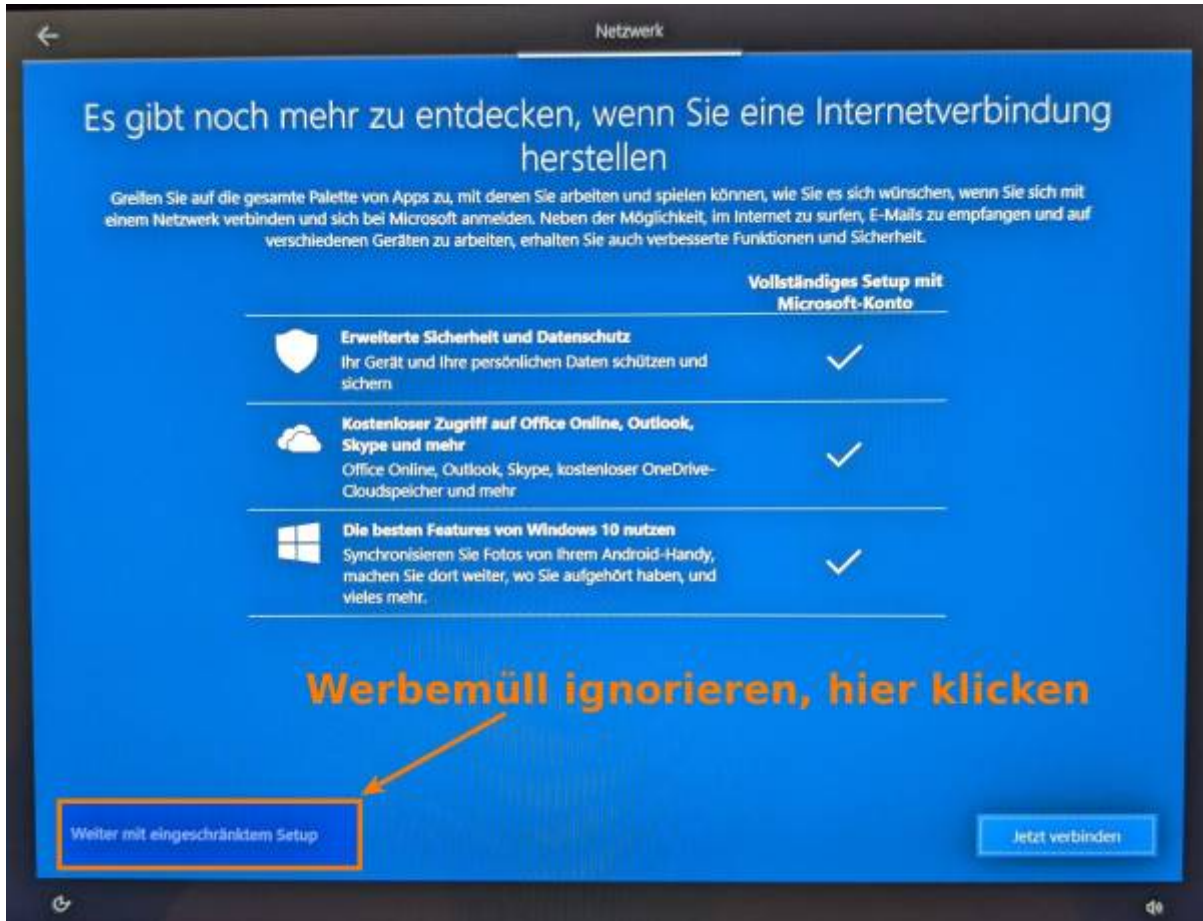 Netzwerk
Es gibt noch mehr zu entdecken, wenn Sie eine Internetverbindung
herstellen
Greifen Sie auf die gesamte Palette von Apps zu, mit denen Sie arbeiten und spielen können, wie Sie es sich wünschen, wenn Sie sich mit
einem Netzwerk verbinden und sich bei Microsoft anmelden. Neben der Möglichkeit, im Internet zu surfen, E-Mails zu empfangen und auf
verschiedenen Geräten zu arbeiten, erhalten Sie auch verbesserte Funktionen und Sicherheit.
Vollständiges Setup mit
Microsoft-Konto
Erweiterte Sicherheit und Datenschutz
Ihr Gerät und Ihre persönlichen Daten schützen und
sichern
Kostenloser Zugriff auf Office Online, Outlook,
Skype und mehr
Office Online, Outlook, Skype, kostenloser OneDrive-
Cloudspeicher und mehr
Die besten Features von Windows 10 nutzen
Synchronisieren Sie Fotos von Ihrem Android-Handy,
machen Sie dort weiter, wo Sie aufgehört haben, und
vieles mehr.
Werbemüll ignorieren, hier klicken
Weiter mit eingeschränktem Setup
Jetzt verbinden